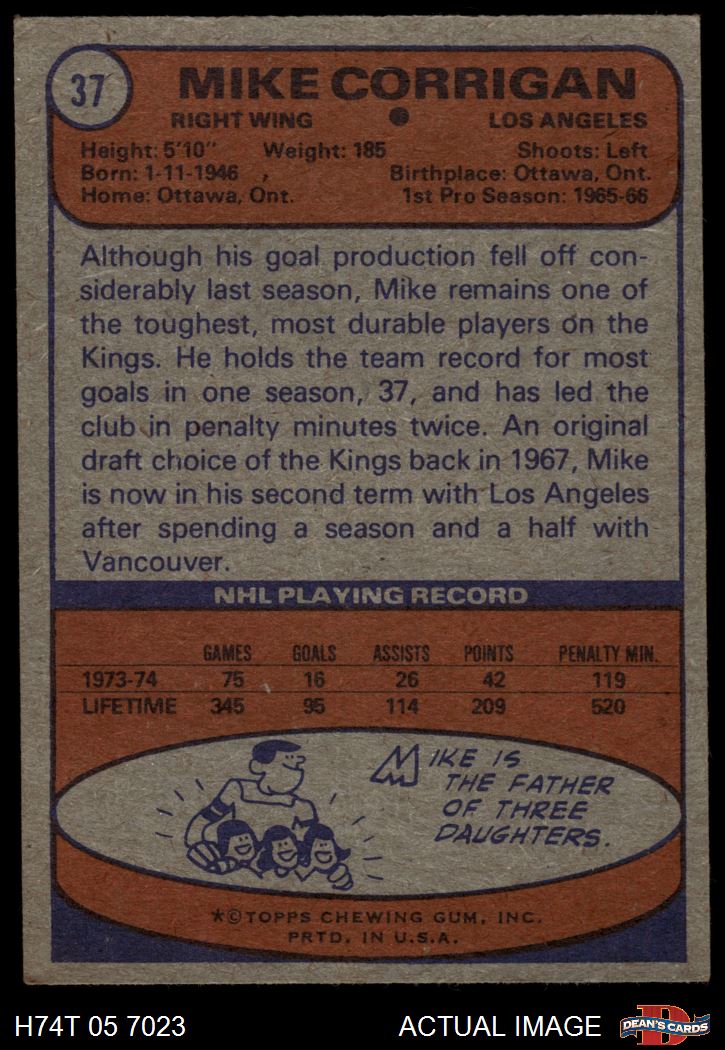 37
MIKE CORRIGAN
RIGHT WING LOS ANGELES
Height: 5'10" Weight: 185 Shoots: Left
Born: 1-11-1946 Birthplace: Ottawa, Ont.
Home: Ottawa, Ont. 1st Pro Season: 1965-66
Although his goal production fell off con-
siderably last season, Mike remains one of
the toughest, most durable players on the
Kings. He holds the team record for most
goals in one season, 37, and has led the
club in penalty minutes twice. An original
draft choice of the Kings back in 1967, Mike
is now in his second term with Los Angeles
after spending a season and a half with
Vancouver.
NHL PLAYING RECORD
GAMES GOALS ASSISTS POINTS PENALTY MIN.
1973-74 75 16 26 42 119
LIFETIME 345 95 114 209 520
MIKE IS
THE FATHER
OF THREE
DAUGHTERS.
*©TOPPS CHEWING GUM, INC.
PRTD. IN U.S.A.
H74T 05 7023 ACTUAL IMAGE D DEAN'S CARDS